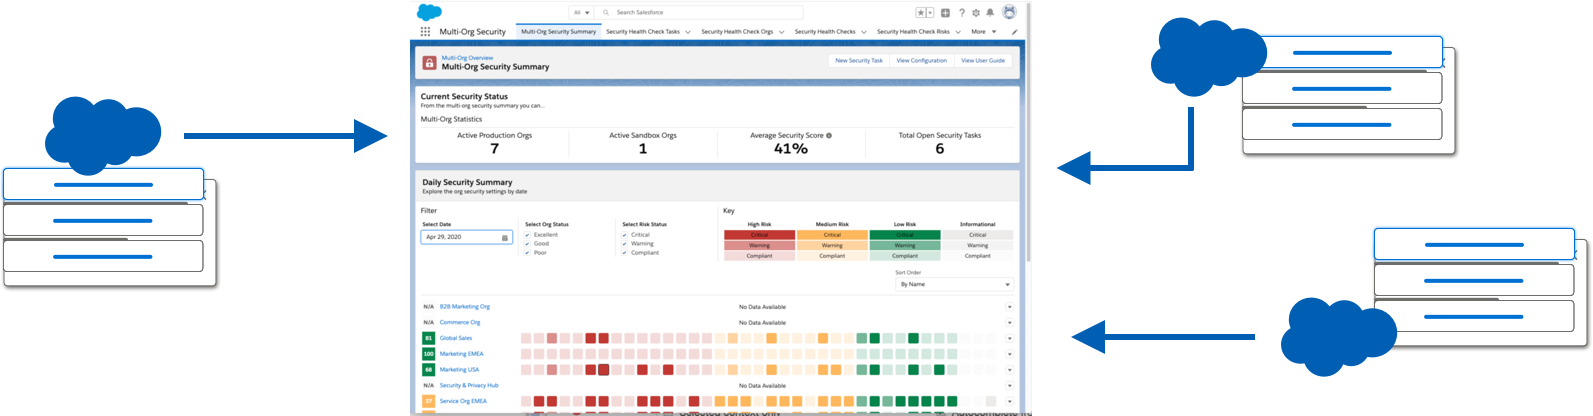 All
Search Salesforce
Multi-Org Security
Multi-Org Security Summary
Security Health Check Tasks
Security Health Check Orgs
Security Health Checks
Security Health Check Risks
More
Multi-Org Overview
Multi-Org Security Summary
New Security Task
View Configuration
View User Guide
Current Security Status
From the multi-org security summary you can...
Multi-Org Statistics
Active Production Orgs
7
Active Sandbox Orgs
1
Average Security Score
41%
Total Open Security Tasks
6
Daily Security Summary
Explore the org security settings by date
Filter
Select Date
Apr 29, 2020
Select Org Status
Excellent
Good
Poor
Select Risk Status
Critical
Warning
Compliant
Key
High Risk Medium Risk Low Risk Informational
Critical Critical Critical Critical
Warning Warning Warning Warning
Compliant Compliant Compliant Compliant
Sort Order
By Name
N/A B2B Marketing Org No Data Available
N/A Commerce Org No Data Available
81 Global Sales
100 Marketing EMEA
68 Marketing USA
N/A Security & Privacy Hub No Data Available
37 Service Org EMEA